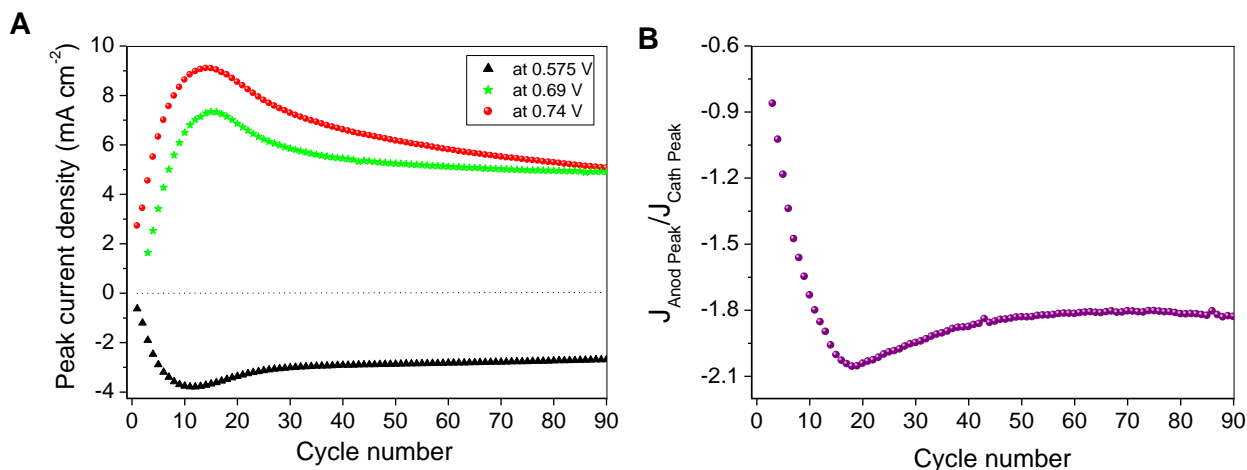 A
Peak current density (mA cm-2)
10
8
6
4
2
0
-2
-4
0 10 20 30 40 50 60 70 80 90
Cycle number
at 0.575 V
at 0.69 V
at 0.74 V
B
JAnod Peak/JCath Peak
-0.6
-0.9
-1.2
-1.5
-1.8
-2.1
0 10 20 30 40 50 60 70 80 90
Cycle number